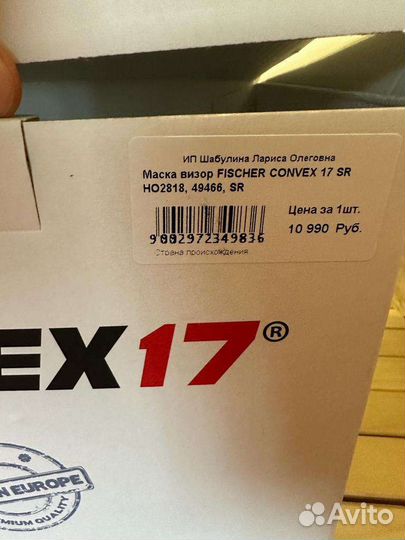 ИП Шабулина Лариса Олеговна
Маска визор FISCHER CONVEX 17 SR
HO2818, 49466, SR
Цена за 1шт.
10 990 Руб.
9002972349836
Страна происхождения
EX17®
N EUROPE
PREMIUM QUALITY
Avito